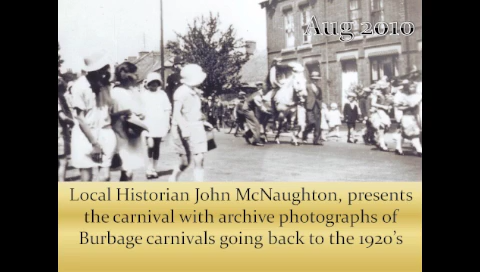 Aug 2010
Local Historian John McNaughton, presents
the carnival with archive photographs of
Burbage carnivals going back to the 1920's